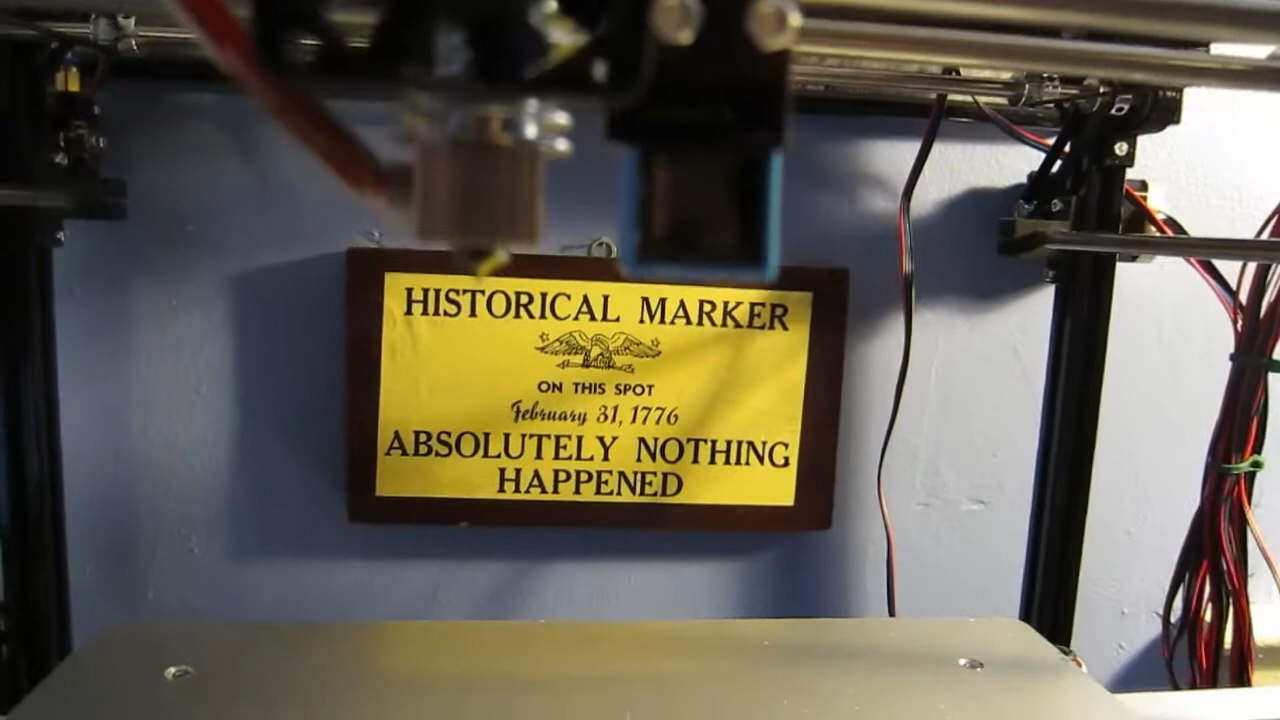 HISTORICAL MARKER
ON THIS SPOT
February 31, 1776
ABSOLUTELY NOTHING
HAPPENED